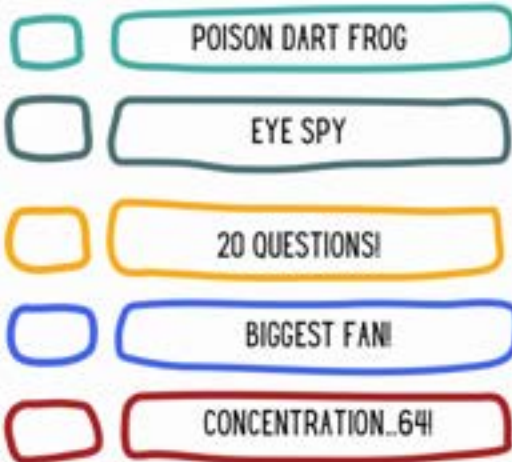 POISON DART FROG
EYE SPY
20 QUESTIONS!
BIGGEST FAN!
CONCENTRATION...64!